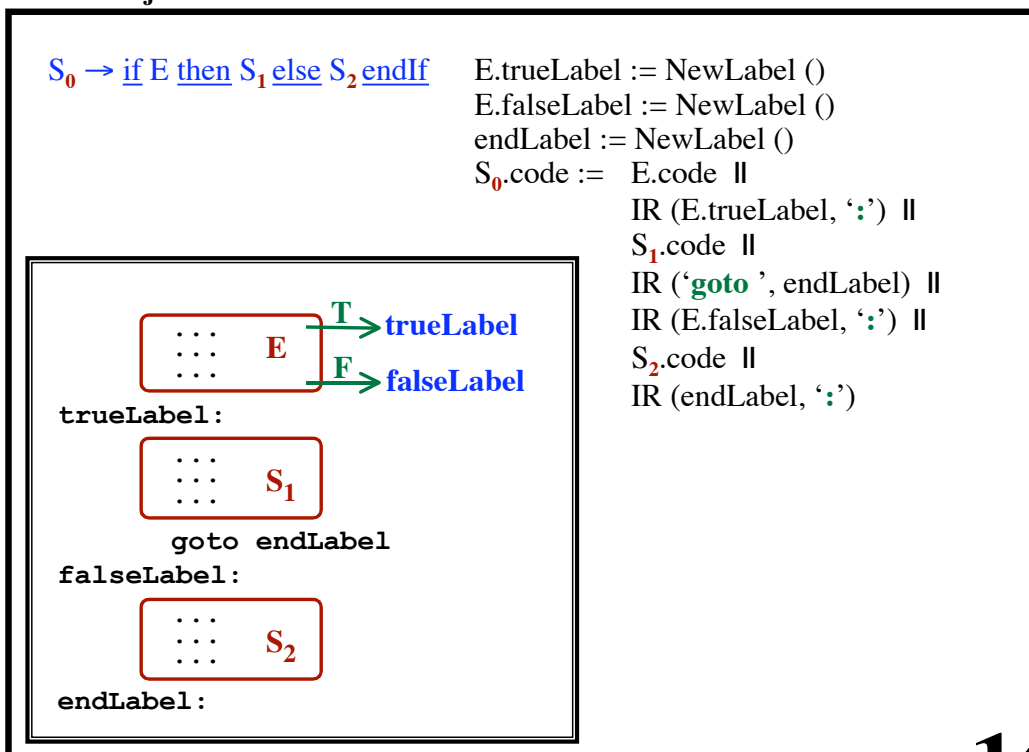 S0 → if E then S1 else S2 endIf
E.trueLabel := NewLabel ()
E.falseLabel := NewLabel ()
endLabel := NewLabel ()
S0.code := E.code ||
IR (E.trueLabel, ‘:’) ||
S1.code ||
IR (‘goto ’, endLabel) ||
IR (E.falseLabel, ‘:’) ||
S2.code ||
IR (endLabel, ‘:’)
. . .
. . . E
. . .
T trueLabel
F falseLabel
trueLabel:
. . .
. . . S1
. . .
goto endLabel
falseLabel:
. . .
. . . S2
. . .
endLabel: